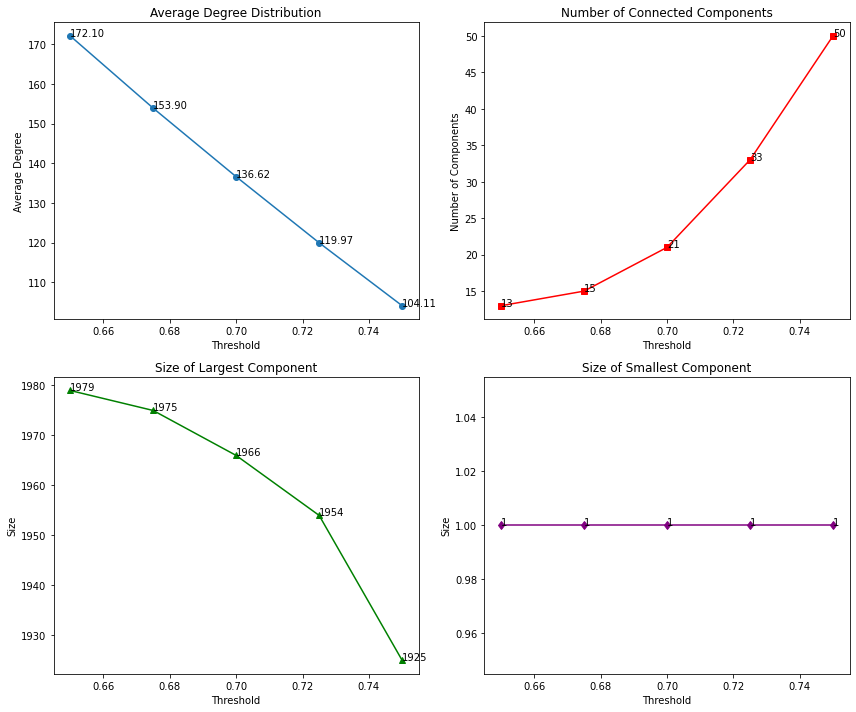 Average Degree Distribution
170
160
150
140
130
120
110
Average Degree
172.10
153.90
136.62
119.97
104.11
0.66 0.68 0.70 0.72 0.74
Threshold
Number of Connected Components
50
45
40
35
30
25
20
15
Number of Components
13
15
21
33
50
0.66 0.68 0.70 0.72 0.74
Threshold
Size of Largest Component
1980
1970
1960
1950
1940
1930
Size
1979
1975
1966
1954
1925
0.66 0.68 0.70 0.72 0.74
Threshold
Size of Smallest Component
1.04
1.02
1.00
0.98
0.96
Size
1
1
1
1
1
0.66 0.68 0.70 0.72 0.74
Threshold